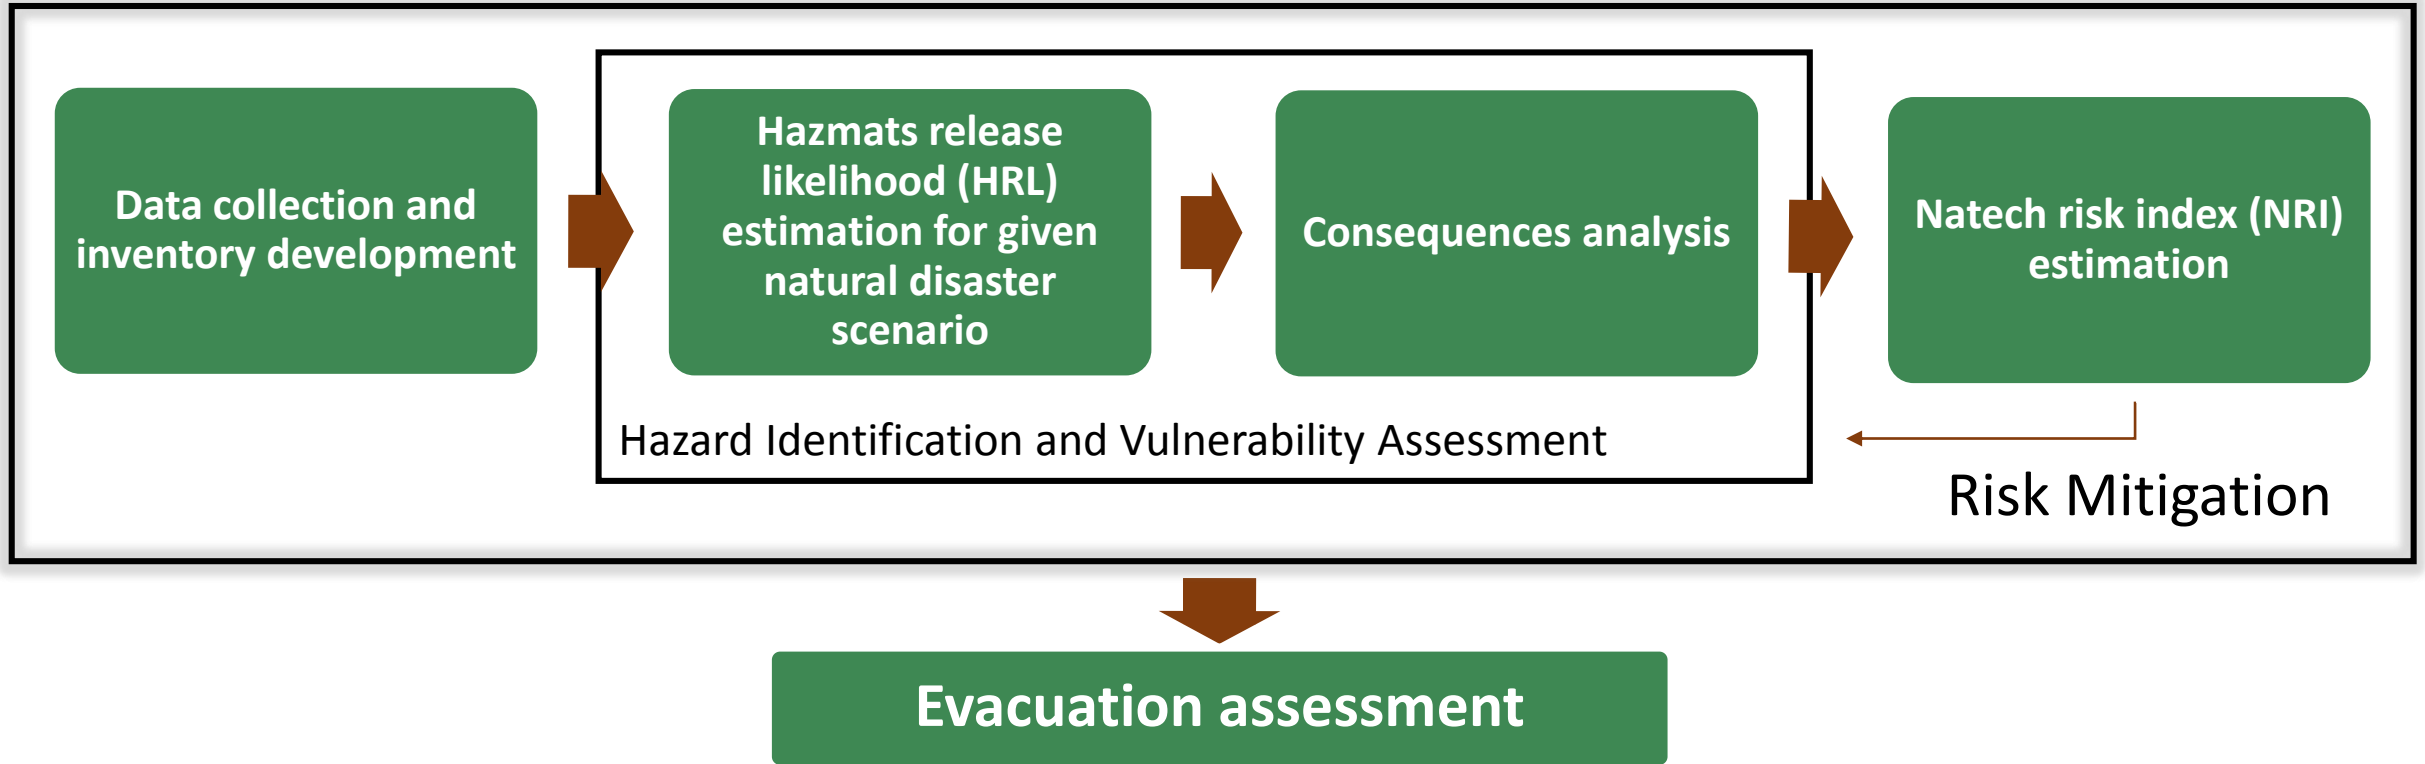 Data collection and
inventory development
Hazmats release
likelihood (HRL)
estimation for given
natural disaster
scenario
Consequences analysis
Natech risk index (NRI)
estimation
Hazard Identification and Vulnerability Assessment
Risk Mitigation
Evacuation assessment